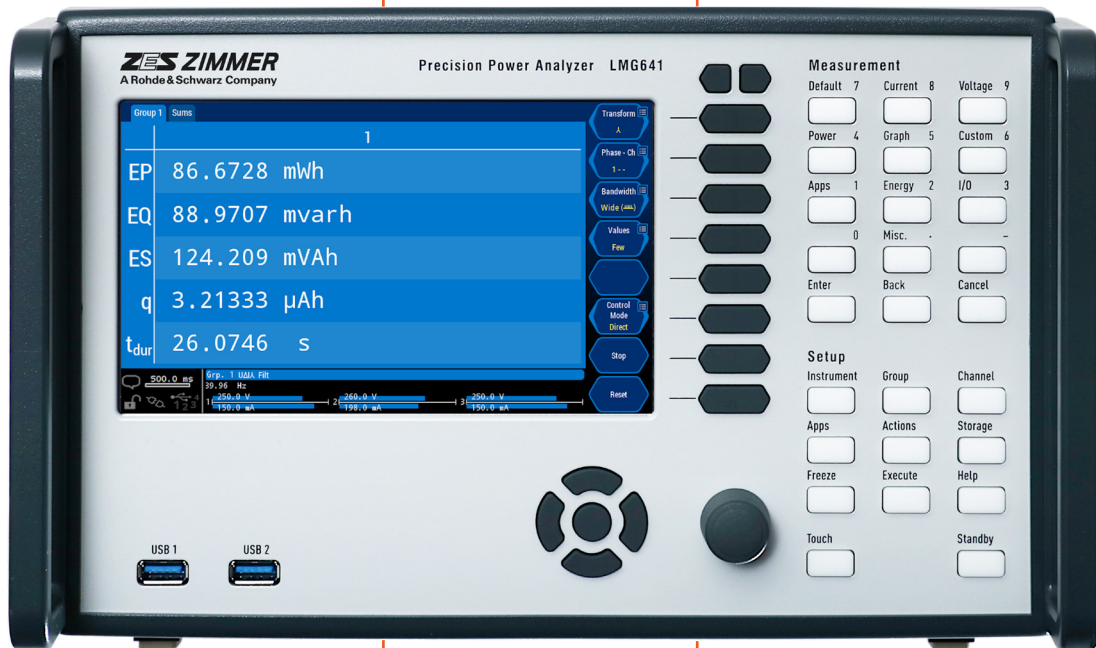 ZES ZIMMER
A Rohde & Schwarz Company
Precision Power Analyzer LMG641
Group 1 Sums
1
EP 86.6728 mWh
EQ 88.9707 mvarh
ES 124.209 mVAh
q 3.21333 µAh
tdur 26.0746 s
Transform
Phase - Ch
1 - -
Bandwidth
Wide
Values
Few
Control
Mode
Direct
Stop
Reset
500.0 ms
Grp. 1 UΔIΛ Filt
39.96 Hz
1 250.0 V 2 260.0 V 3 250.0 V
150.0 mA 198.0 mA 150.0 mA
Measurement
Default 7 Current 8 Voltage 9
Power 4 Graph 5 Custom 6
Apps 1 Energy 2 I/O 3
0 Misc. . –
Enter Back Cancel
Setup
Instrument Group Channel
Apps Actions Storage
Freeze Execute Help
Touch Standby
USB 1 USB 2